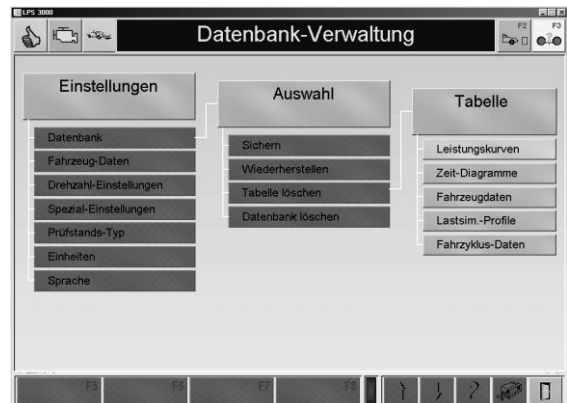 LPS 3000
Datenbank-Verwaltung
F2
F3
Einstellungen
Datenbank
Fahrzeug-Daten
Drehzahl-Einstellungen
Spezial-Einstellungen
Prüfstands-Typ
Einheiten
Sprache
Auswahl
Sichern
Wiederherstellen
Tabelle löschen
Datenbank löschen
Tabelle
Leistungskurven
Zeit-Diagramme
Fahrzeugdaten
Lastsim.-Profile
Fahrzyklus-Daten
F5
F6
F7
F8